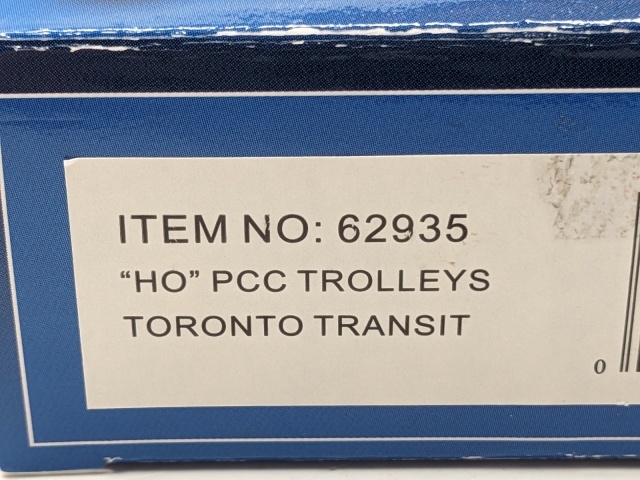 ITEM NO: 62935
“HO” PCC TROLLEYS
TORONTO TRANSIT
0